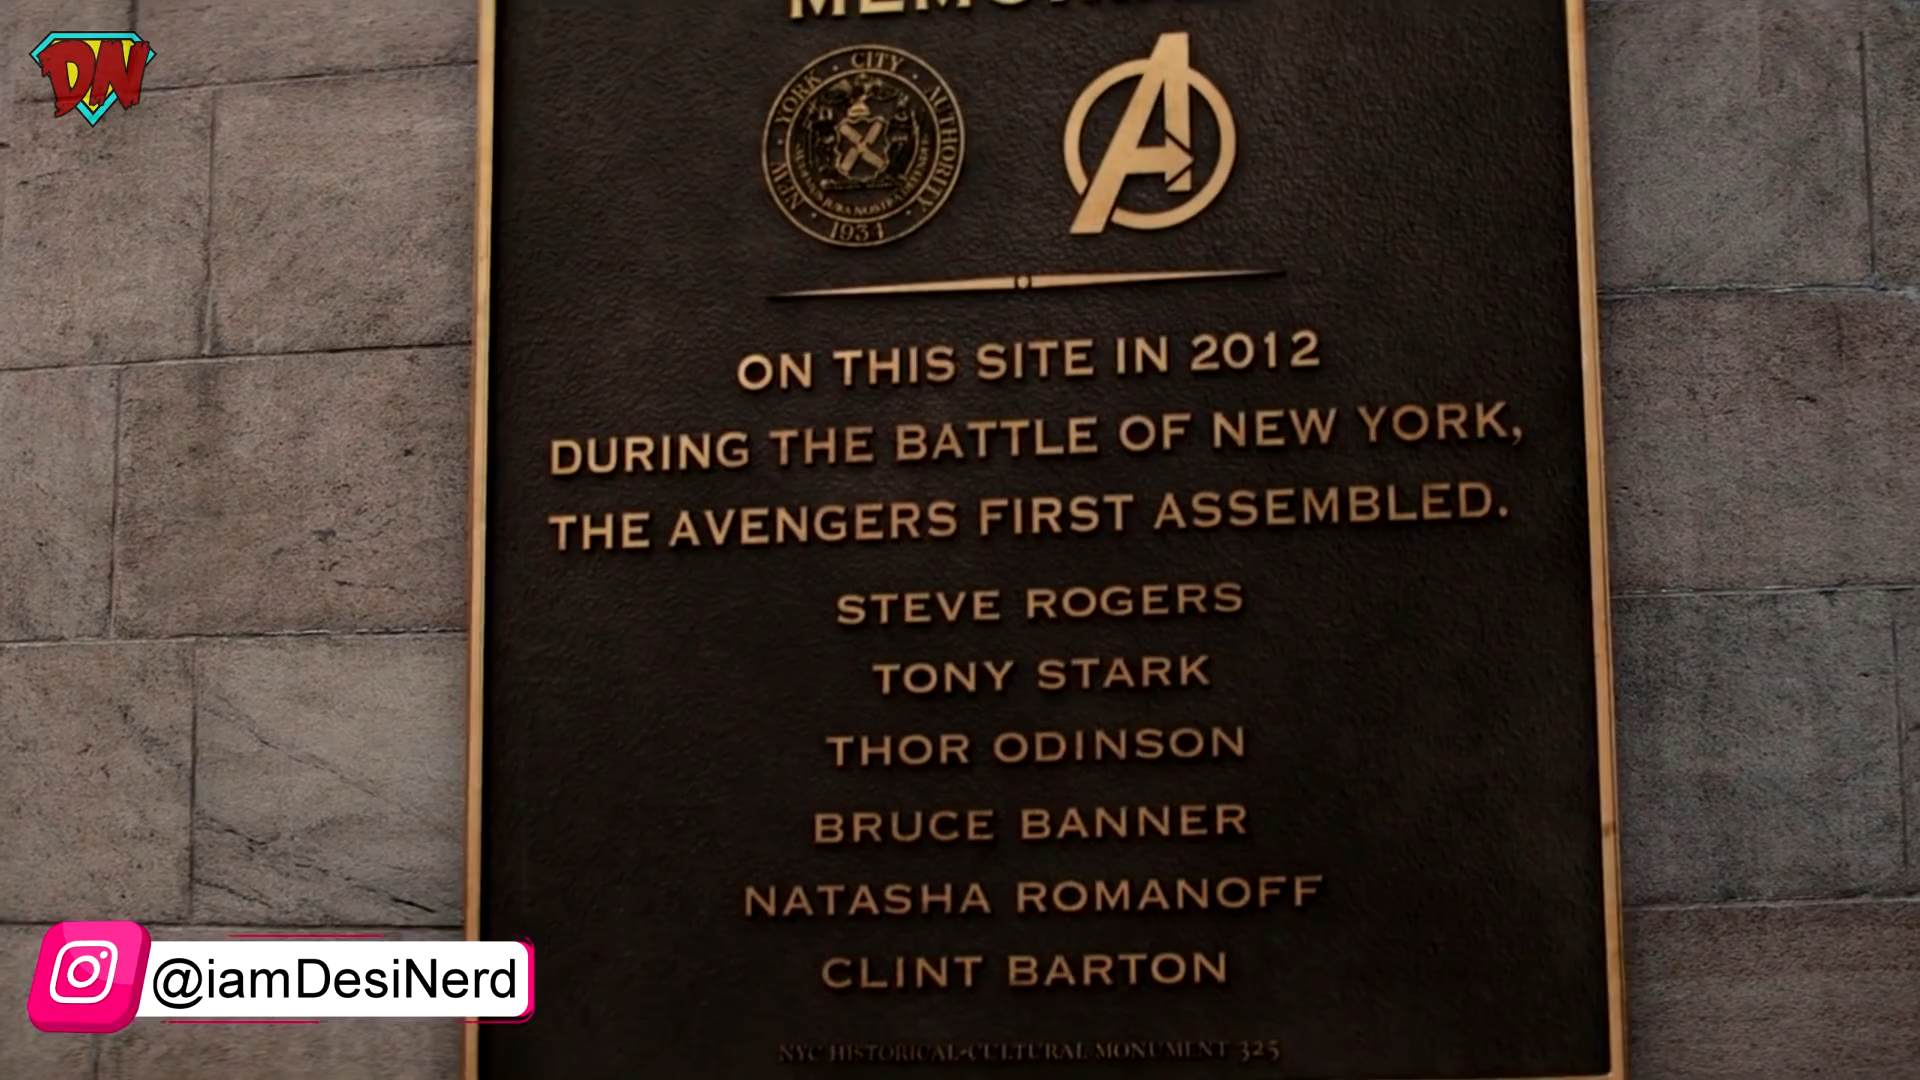 DN
MEMORIAL
NEW YORK CITY AUTHORITY
1934
ON THIS SITE IN 2012
DURING THE BATTLE OF NEW YORK,
THE AVENGERS FIRST ASSEMBLED.
STEVE ROGERS
TONY STARK
THOR ODINSON
BRUCE BANNER
NATASHA ROMANOFF
CLINT BARTON
NYC HISTORICAL-CULTURAL MONUMENT 325
@iamDesiNerd